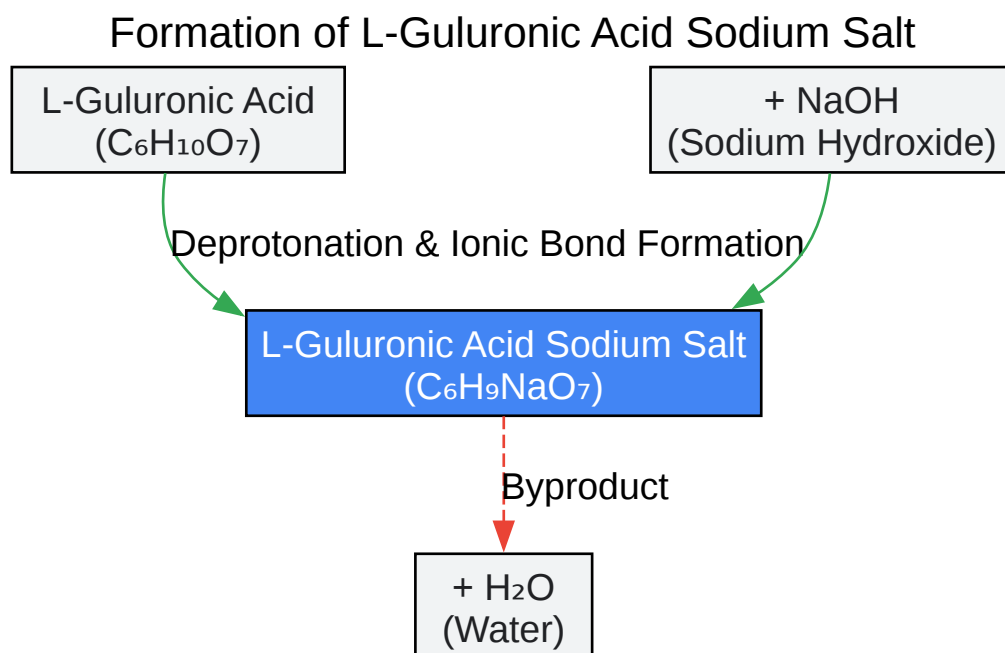 Formation of L-Guluronic Acid Sodium Salt
L-Guluronic Acid
(C₆H₁₀O₇)
+ NaOH
(Sodium Hydroxide)
Deprotonation & Ionic Bond Formation
L-Guluronic Acid Sodium Salt
(C₆H₉NaO₇)
Byproduct
+ H₂O
(Water)